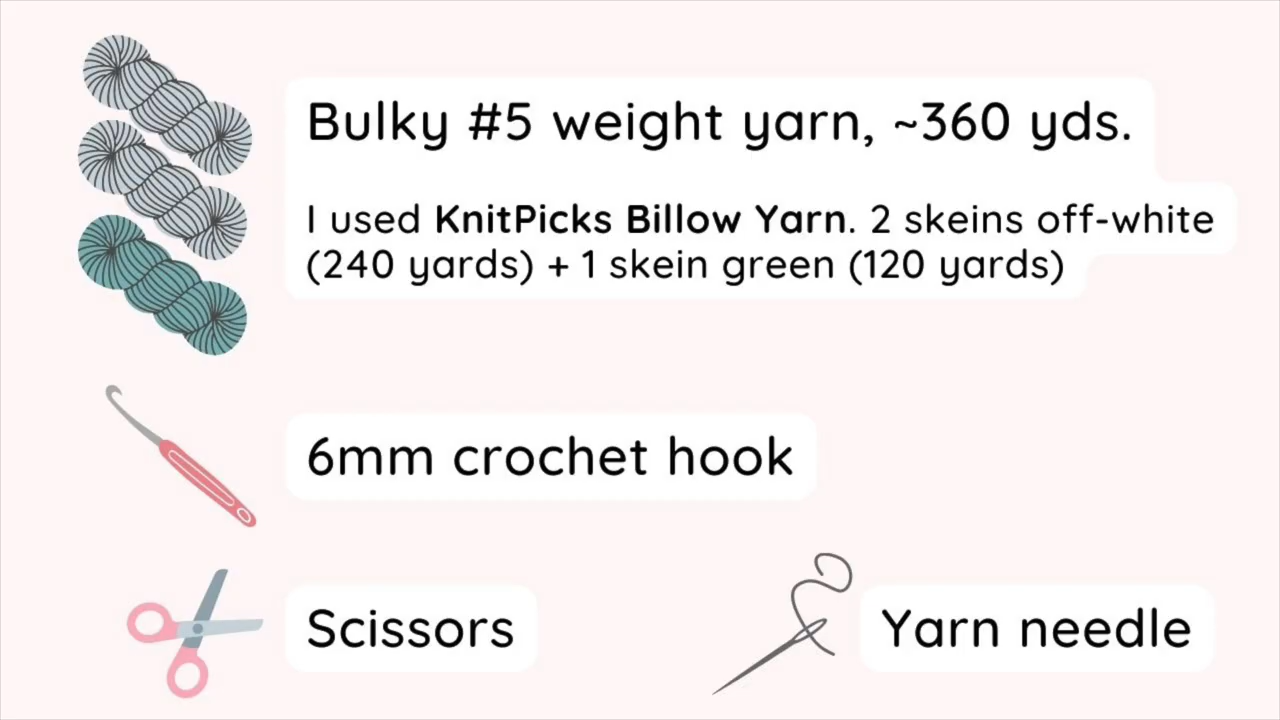 Bulky #5 weight yarn, ~360 yds.
I used KnitPicks Billow Yarn. 2 skeins off-white
(240 yards) + 1 skein green (120 yards)
6mm crochet hook
Scissors
Yarn needle